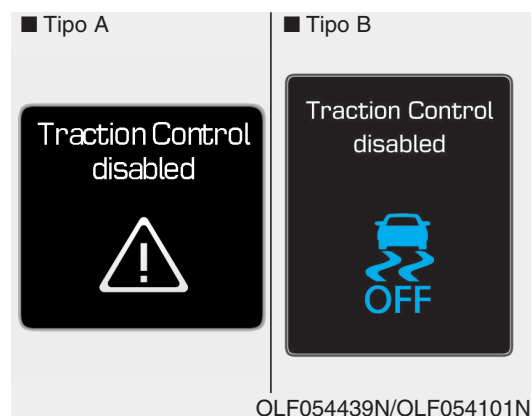 ■ Tipo A
Traction Control
disabled
■ Tipo B
Traction Control
disabled
OFF
OLF054439N/OLF054101N